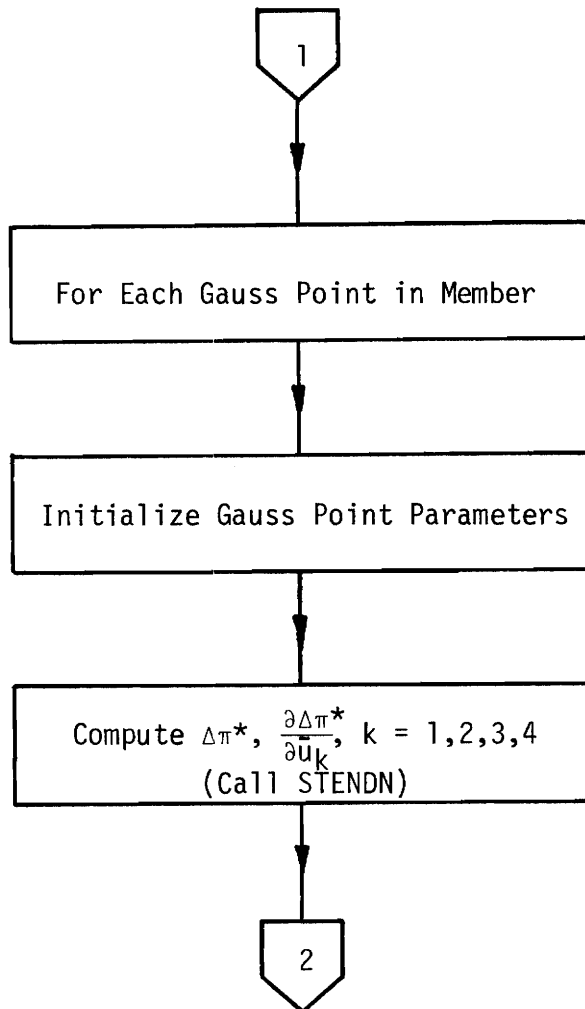 1
For Each Gauss Point in Member
Initialize Gauss Point Parameters
Compute Δπ*, ∂Δπ*/∂ū_k, k = 1,2,3,4
(Call STENDN)
2